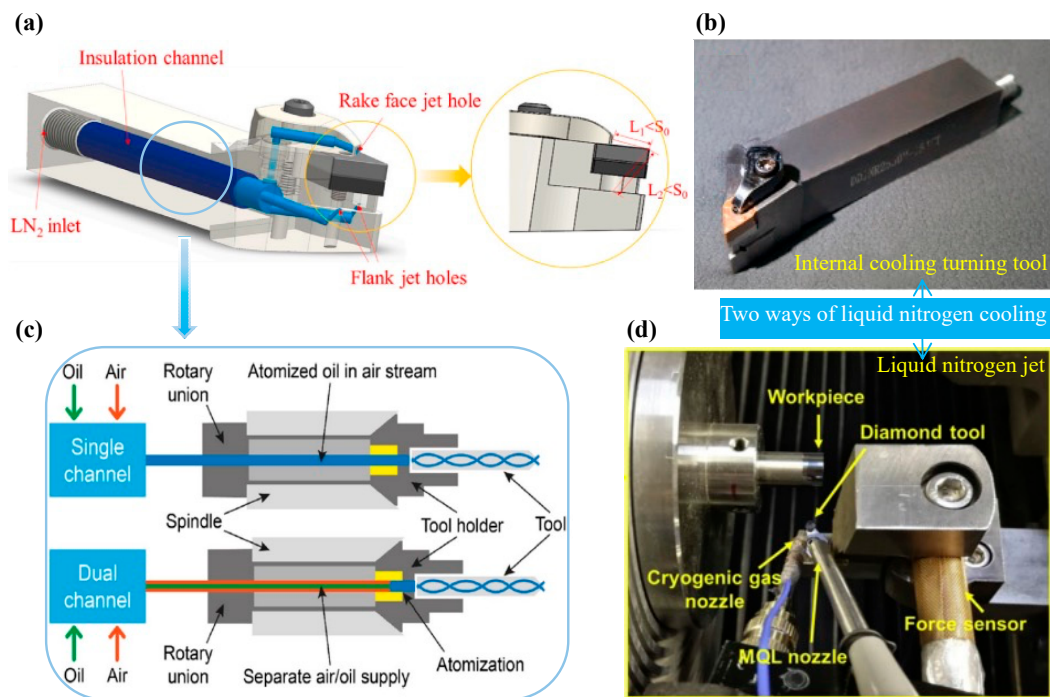 (a)
Insulation channel
Rake face jet hole
LN2 inlet
Flank jet holes
L1<S0
L2<S0
(b)
Internal cooling turning tool
Two ways of liquid nitrogen cooling
Liquid nitrogen jet
(c)
Oil Air
Rotary
union
Atomized oil in air stream
Single
channel
Spindle
Tool holder
Tool
Dual
channel
Oil Air
Rotary
union
Separate air/oil supply
Atomization
(d)
Workpiece
Diamond tool
Cryogenic gas
nozzle
MQL nozzle
Force sensor